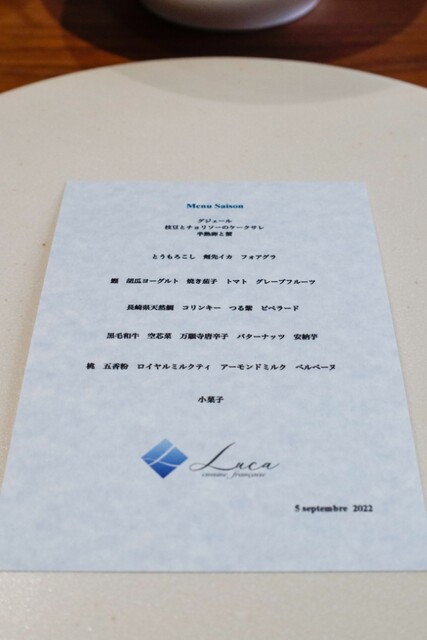 Menu Saison
グジェール
枝豆とチョリソーのケークサレ
半熟卵と蟹
とうもろこし 剣先イカ フォアグラ
胡瓜ヨーグルト 焼き茄子 トマト グレープフルーツ
長崎県天然鯛 コリンキー つる紫 ピペラード
黒毛和牛 空芯菜 万願寺唐辛子 バターナッツ 安納芋
桃 五香粉 ロイヤルミルクティ アーモンドミルク ベルベーヌ
小菓子
Luca
cuisine française
5 septembre 2022